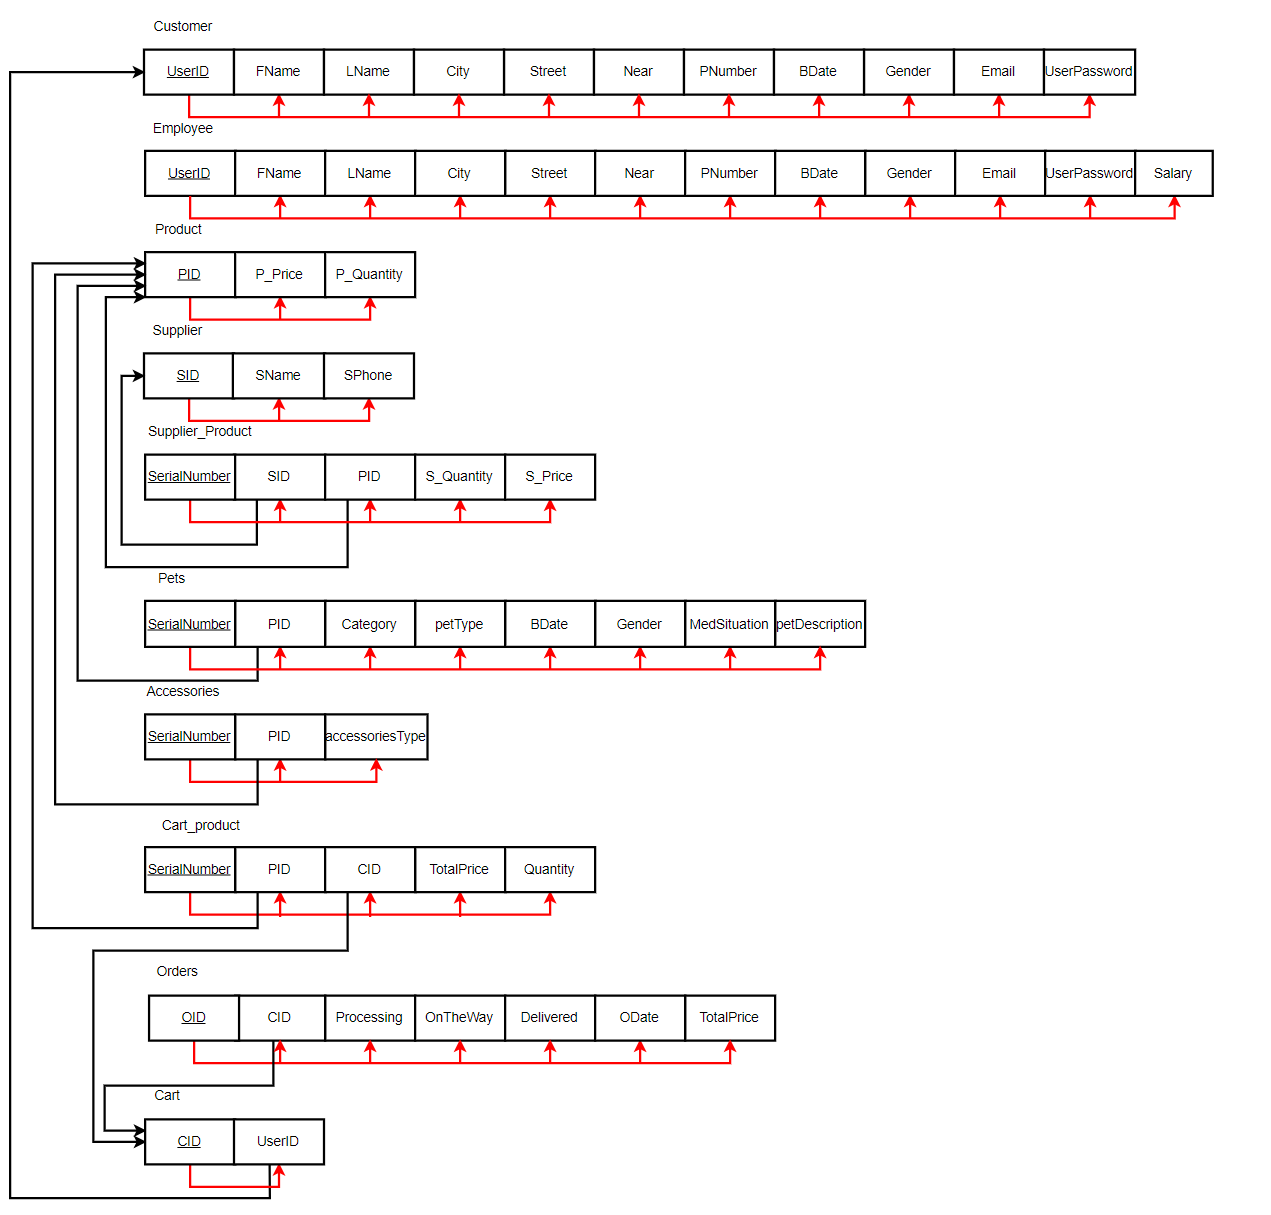 Customer
UserID FName LName City Street Near PNumber BDate Gender Email UserPassword
Employee
UserID FName LName City Street Near PNumber BDate Gender Email UserPassword Salary
Product
PID P_Price P_Quantity
Supplier
SID SName SPhone
Supplier_Product
SerialNumber SID PID S_Quantity S_Price
Pets
SerialNumber PID Category petType BDate Gender MedSituation petDescription
Accessories
SerialNumber PID accessoriesType
Cart_product
SerialNumber PID CID TotalPrice Quantity
Orders
OID CID Processing OnTheWay Delivered ODate TotalPrice
Cart
CID UserID